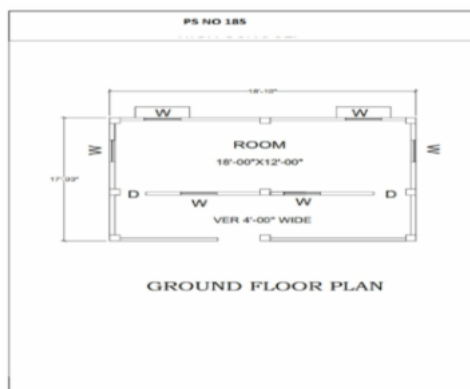 PS NO 185
W
W
W
ROOM
W
18'-00"X12'-00"
D
W
W
D
VER 4'-00" WIDE
GROUND FLOOR PLAN